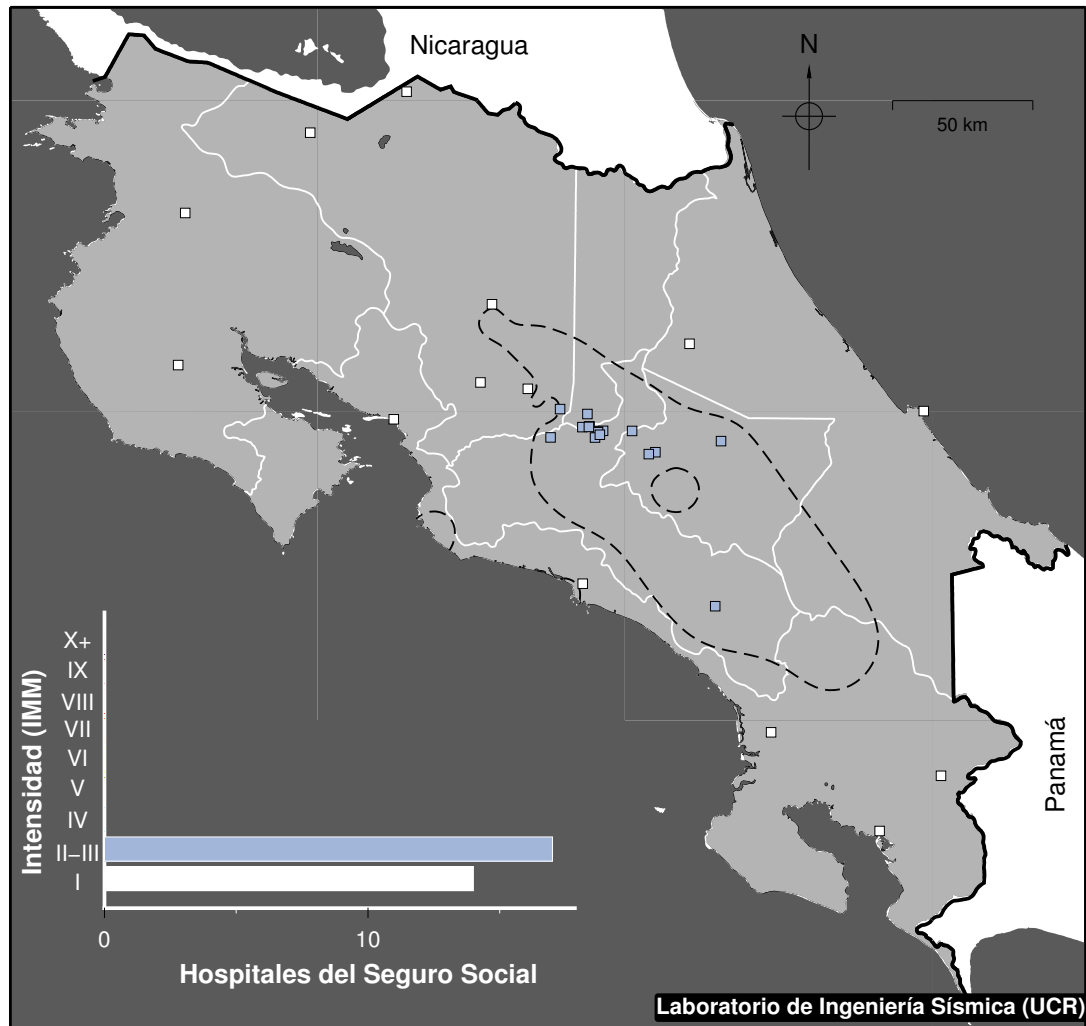 Nicaragua
N
50 km
Panamá
Intensidad (IMM)
X+
IX
VIII
VII
VI
V
IV
II–III
I
0 10
Hospitales del Seguro Social
Laboratorio de Ingeniería Sísmica (UCR)